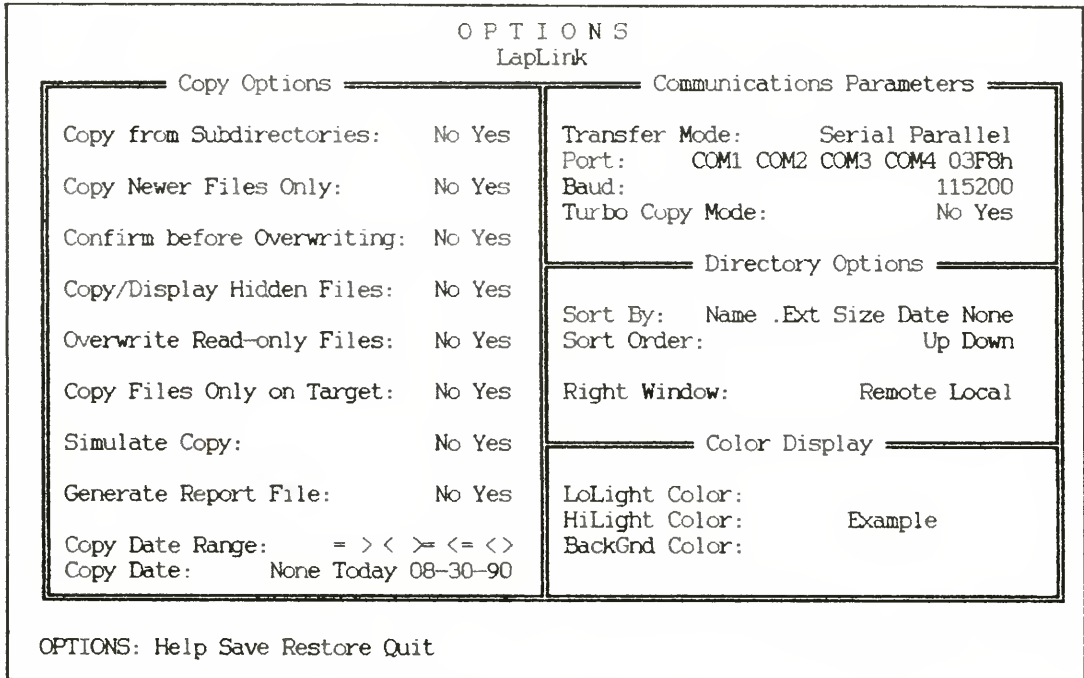 O P T I O N S
LapLink
Copy Options
Copy from Subdirectories: No Yes
Copy Newer Files Only: No Yes
Confirm before Overwriting: No Yes
Copy/Display Hidden Files: No Yes
Overwrite Read-only Files: No Yes
Copy Files Only on Target: No Yes
Simulate Copy: No Yes
Generate Report File: No Yes
Copy Date Range: = > < >= <= <>
Copy Date: None Today 08-30-90
Communications Parameters
Transfer Mode: Serial Parallel
Port: COM1 COM2 COM3 COM4 03F8h
Baud: 115200
Turbo Copy Mode: No Yes
Directory Options
Sort By: Name .Ext Size Date None
Sort Order: Up Down
Right Window: Remote Local
Color Display
LoLight Color:
HiLight Color: Example
BackGnd Color:
OPTIONS: Help Save Restore Quit